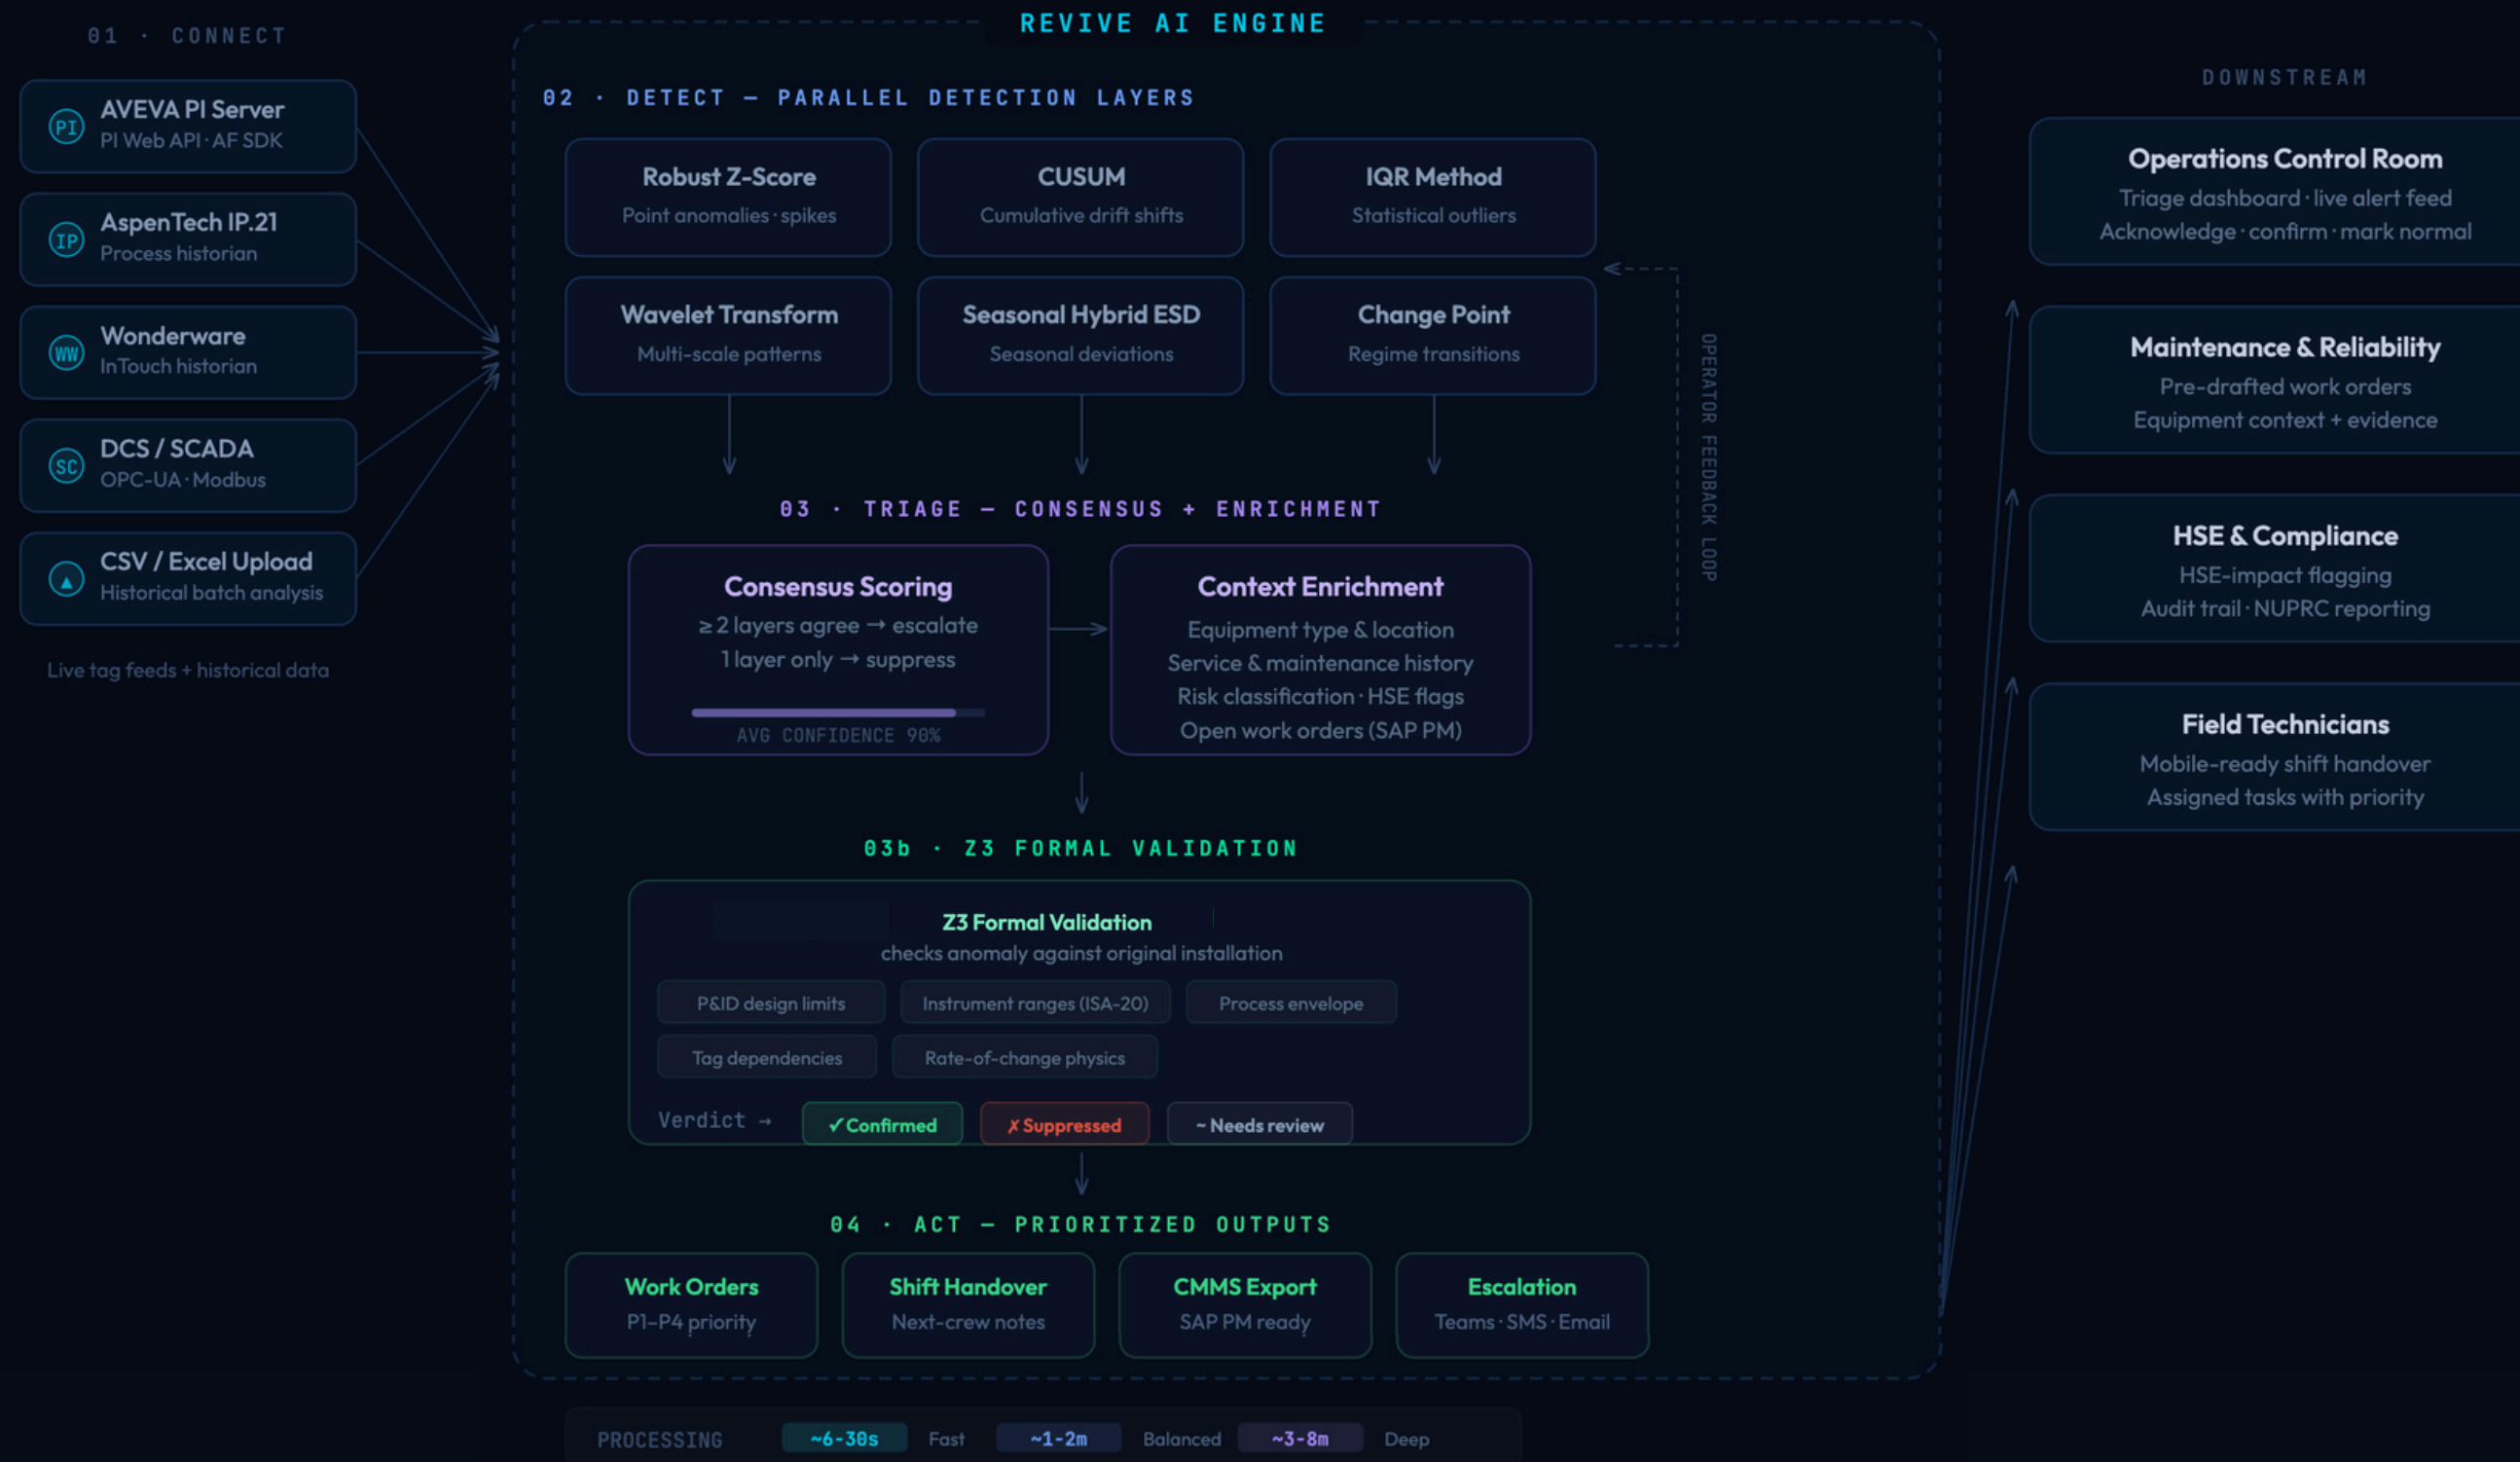 REVIVE AI ENGINE
01 · CONNECT
PI
AVEVA PI Server
PI Web API · AF SDK
IP
AspenTech IP.21
Process historian
WW
Wonderware
InTouch historian
SC
DCS / SCADA
OPC-UA · Modbus
▲
CSV / Excel Upload
Historical batch analysis
Live tag feeds + historical data
02 · DETECT — PARALLEL DETECTION LAYERS
Robust Z-Score
Point anomalies · spikes
CUSUM
Cumulative drift shifts
IQR Method
Statistical outliers
Wavelet Transform
Multi-scale patterns
Seasonal Hybrid ESD
Seasonal deviations
Change Point
Regime transitions
OPERATOR FEEDBACK LOOP
03 · TRIAGE — CONSENSUS + ENRICHMENT
Consensus Scoring
≥ 2 layers agree → escalate
1 layer only → suppress
AVG CONFIDENCE 90%
Context Enrichment
Equipment type & location
Service & maintenance history
Risk classification · HSE flags
Open work orders (SAP PM)
03b · Z3 FORMAL VALIDATION
Z3 Formal Validation
checks anomaly against original installation
P&ID design limits
Instrument ranges (ISA-20)
Process envelope
Tag dependencies
Rate-of-change physics
Verdict →
✓ Confirmed
✗ Suppressed
~ Needs review
04 · ACT — PRIORITIZED OUTPUTS
Work Orders
P1–P4 priority
Shift Handover
Next-crew notes
CMMS Export
SAP PM ready
Escalation
Teams · SMS · Email
PROCESSING
~6-30s
Fast
~1-2m
Balanced
~3-8m
Deep
DOWNSTREAM
Operations Control Room
Triage dashboard · live alert feed
Acknowledge · confirm · mark normal
Maintenance & Reliability
Pre-drafted work orders
Equipment context + evidence
HSE & Compliance
HSE-impact flagging
Audit trail · NUPRC reporting
Field Technicians
Mobile-ready shift handover
Assigned tasks with priority